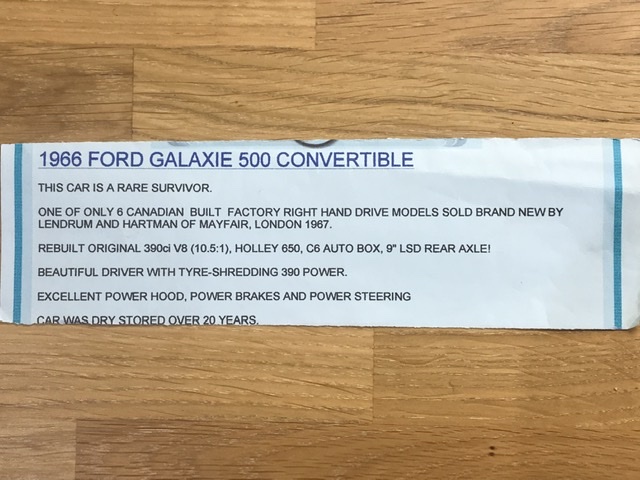 1966 FORD GALAXIE 500 CONVERTIBLE
THIS CAR IS A RARE SURVIVOR.
ONE OF ONLY 6 CANADIAN BUILT FACTORY RIGHT HAND DRIVE MODELS SOLD BRAND NEW BY
LENDRUM AND HARTMAN OF MAYFAIR, LONDON 1967.
REBUILT ORIGINAL 390ci V8 (10.5:1), HOLLEY 650, C6 AUTO BOX, 9" LSD REAR AXLE!
BEAUTIFUL DRIVER WITH TYRE-SHREDDING 390 POWER.
EXCELLENT POWER HOOD, POWER BRAKES AND POWER STEERING
CAR WAS DRY STORED OVER 20 YEARS.